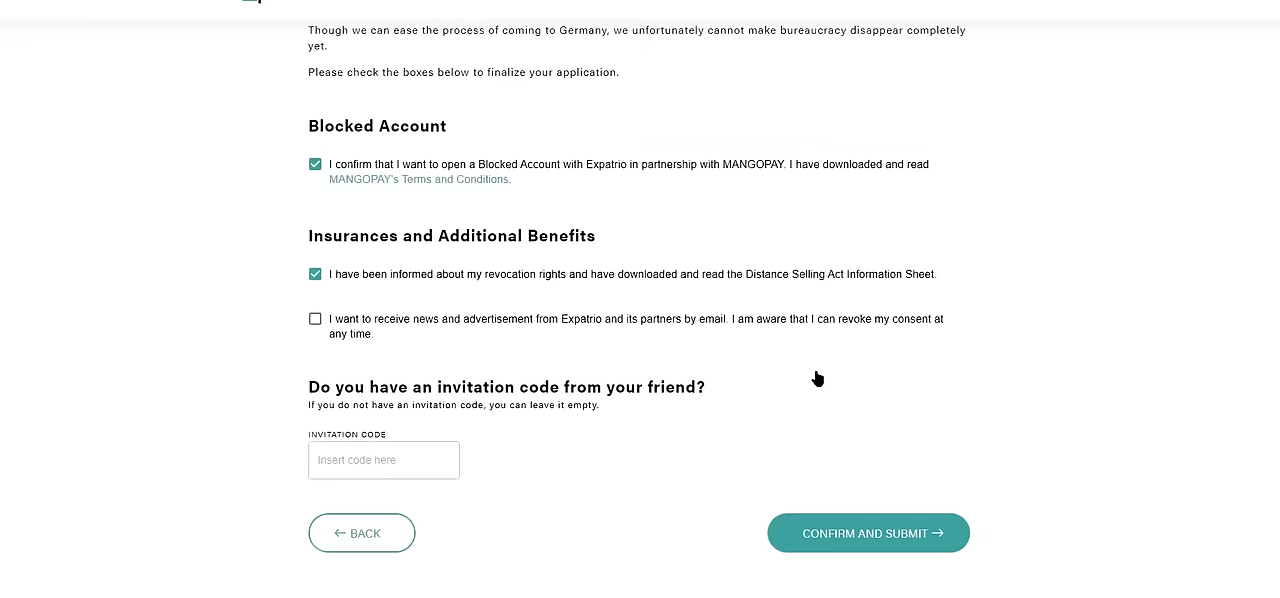 Though we can ease the process of coming to Germany, we unfortunately cannot make bureaucracy disappear completely
yet.
Please check the boxes below to finalize your application.
Blocked Account
I confirm that I want to open a Blocked Account with Expatrio in partnership with MANGOPAY. I have downloaded and read
MANGOPAY's Terms and Conditions.
Insurances and Additional Benefits
I have been informed about my revocation rights and have downloaded and read the Distance Selling Act Information Sheet.
I want to receive news and advertisement from Expatrio and its partners by email. I am aware that I can revoke my consent at
any time.
Do you have an invitation code from your friend?
If you do not have an invitation code, you can leave it empty.
INVITATION CODE
Insert code here
← BACK
CONFIRM AND SUBMIT →